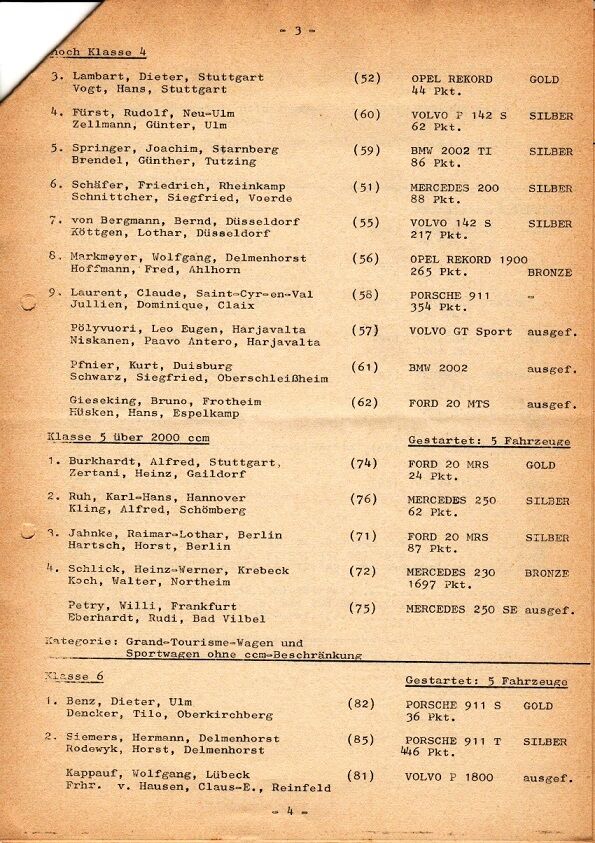 - 3 -
noch Klasse 4
3. Lambart, Dieter, Stuttgart (52) OPEL REKORD GOLD
Vogt, Hans, Stuttgart 44 Pkt.
4. Fürst, Rudolf, Neu-Ulm (60) VOLVO P 142 S SILBER
Zellmann, Günter, Ulm 62 Pkt.
5. Springer, Joachim, Starnberg (59) BMW 2002 TI SILBER
Brendel, Günther, Tutzing 86 Pkt.
6. Schäfer, Friedrich, Rheinkamp (51) MERCEDES 200 SILBER
Schnittcher, Siegfried, Voerde 88 Pkt.
7. von Bergmann, Bernd, Düsseldorf (55) VOLVO 142 S SILBER
Köttgen, Lothar, Düsseldorf 217 Pkt.
8. Markmeyer, Wolfgang, Delmenhorst (56) OPEL REKORD 1900
Hoffmann, Fred, Ahlhorn 265 Pkt. BRONZE
9. Laurent, Claude, Saint-Cyr-en-Val (58) PORSCHE 911 -
Jullien, Dominique, Claix 354 Pkt.
Pölyvuori, Leo Eugen, Harjavalta (57) VOLVO GT Sport ausgef.
Niskanen, Paavo Antero, Harjavalta
Pfnier, Kurt, Duisburg (61) BMW 2002 ausgef.
Schwarz, Siegfried, Oberschleißheim
Gieseking, Bruno, Frotheim (62) FORD 20 MTS ausgef.
Hüsken, Hans, Espelkamp
Klasse 5 über 2000 ccm Gestartet: 5 Fahrzeuge
1. Burkhardt, Alfred, Stuttgart, (74) FORD 20 MRS GOLD
Zertani, Heinz, Gaildorf 24 Pkt.
2. Ruh, Karl-Hans, Hannover (76) MERCEDES 250 SILBER
Kling, Alfred, Schömberg 62 Pkt.
3. Jahnke, Raimar-Lothar, Berlin (71) FORD 20 MRS SILBER
Hartsch, Horst, Berlin 87 Pkt.
4. Schlick, Heinz-Werner, Krebeck (72) MERCEDES 230 BRONZE
Koch, Walter, Northeim 1697 Pkt.
Petry, Willi, Frankfurt (75) MERCEDES 250 SE ausgef.
Eberhardt, Rudi, Bad Vilbel
Kategorie: Grand-Tourisme-Wagen und
Sportwagen ohne ccm-Beschränkung
Klasse 6 Gestartet: 5 Fahrzeuge
1. Benz, Dieter, Ulm (82) PORSCHE 911 S GOLD
Dencker, Tilo, Oberkirchberg 36 Pkt.
2. Siemers, Hermann, Delmenhorst (85) PORSCHE 911 T SILBER
Rodewyk, Horst, Delmenhorst 446 Pkt.
Kappauf, Wolfgang, Lübeck (81) VOLVO P 1800 ausgef.
Frhr. v. Hausen, Claus-E., Reinfeld
- 4 -